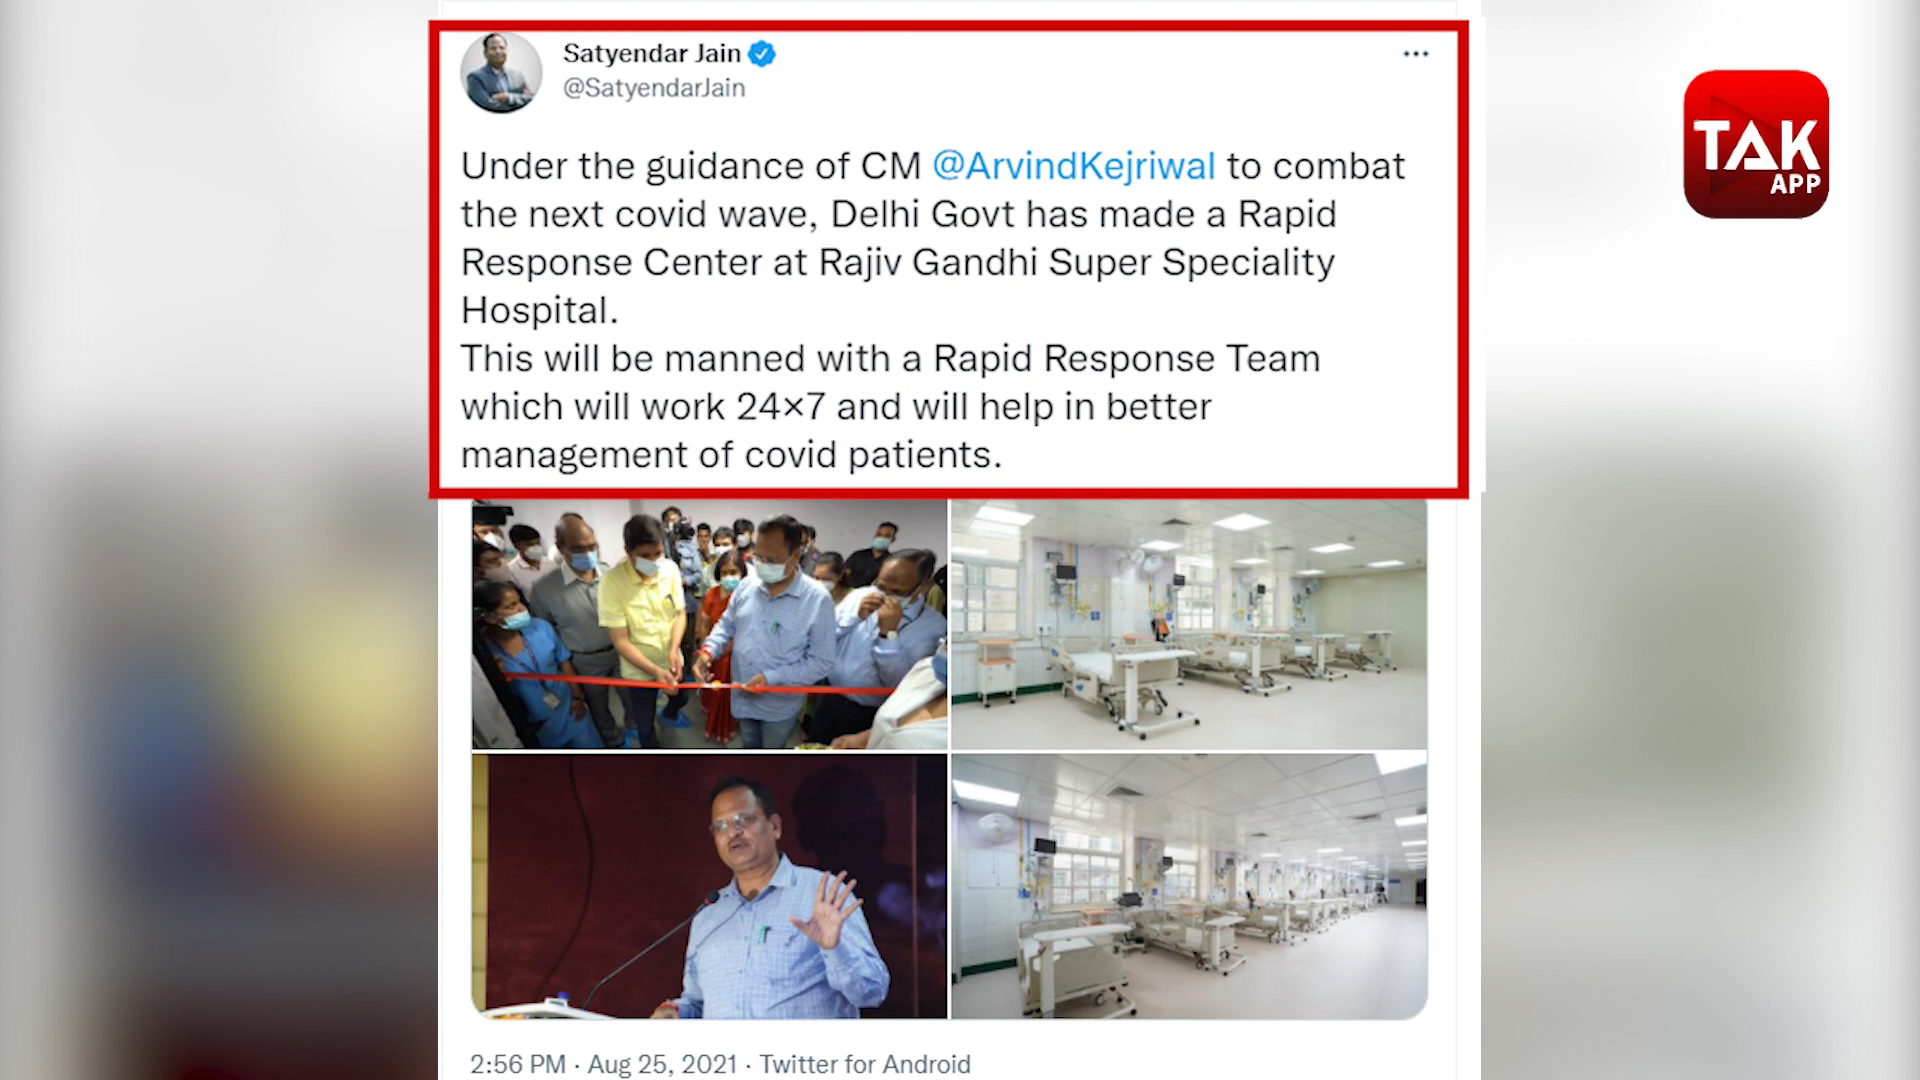 Satyendar Jain
@SatyendarJain
Under the guidance of CM @ArvindKejriwal to combat
the next covid wave, Delhi Govt has made a Rapid
Response Center at Rajiv Gandhi Super Speciality
Hospital.
This will be manned with a Rapid Response Team
which will work 24×7 and will help in better
management of covid patients.
2:56 PM · Aug 25, 2021 · Twitter for Android
TAK
APP